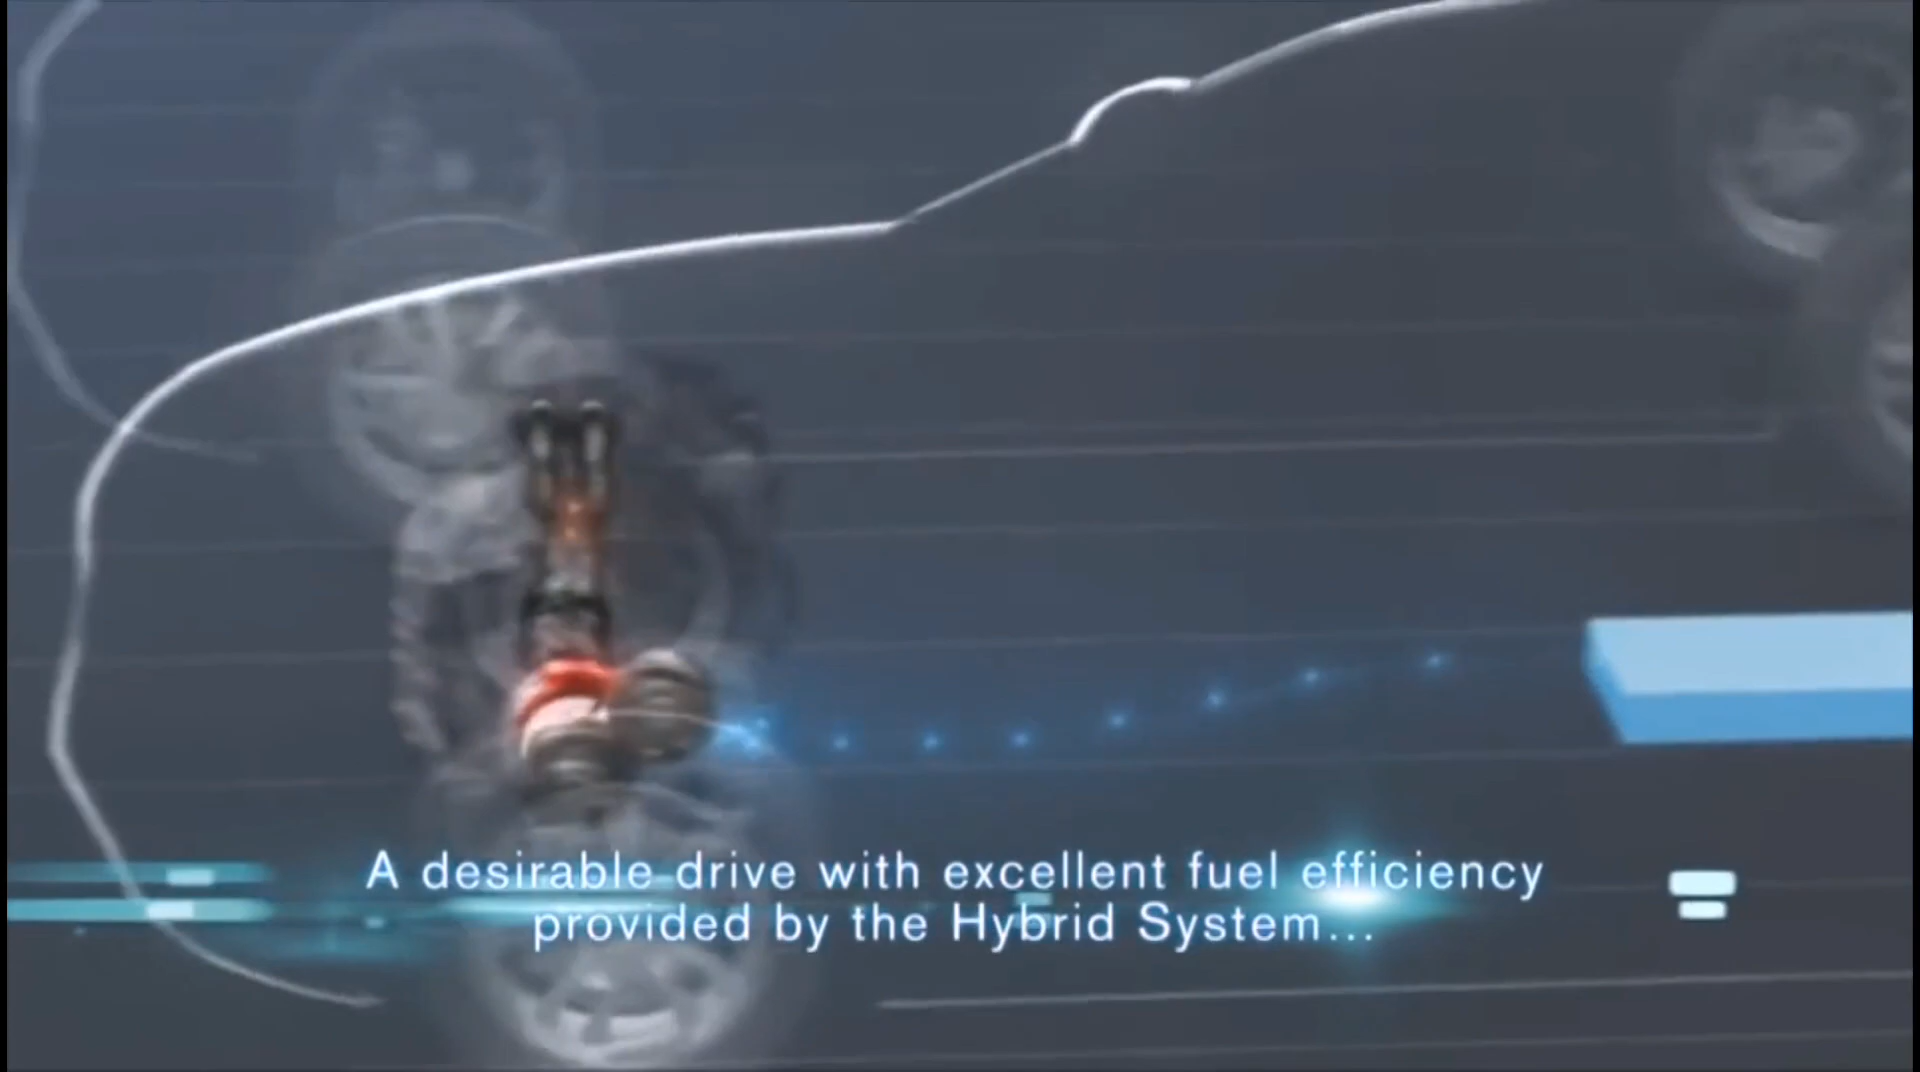 A desirable drive with excellent fuel efficiency
provided by the Hybrid System...